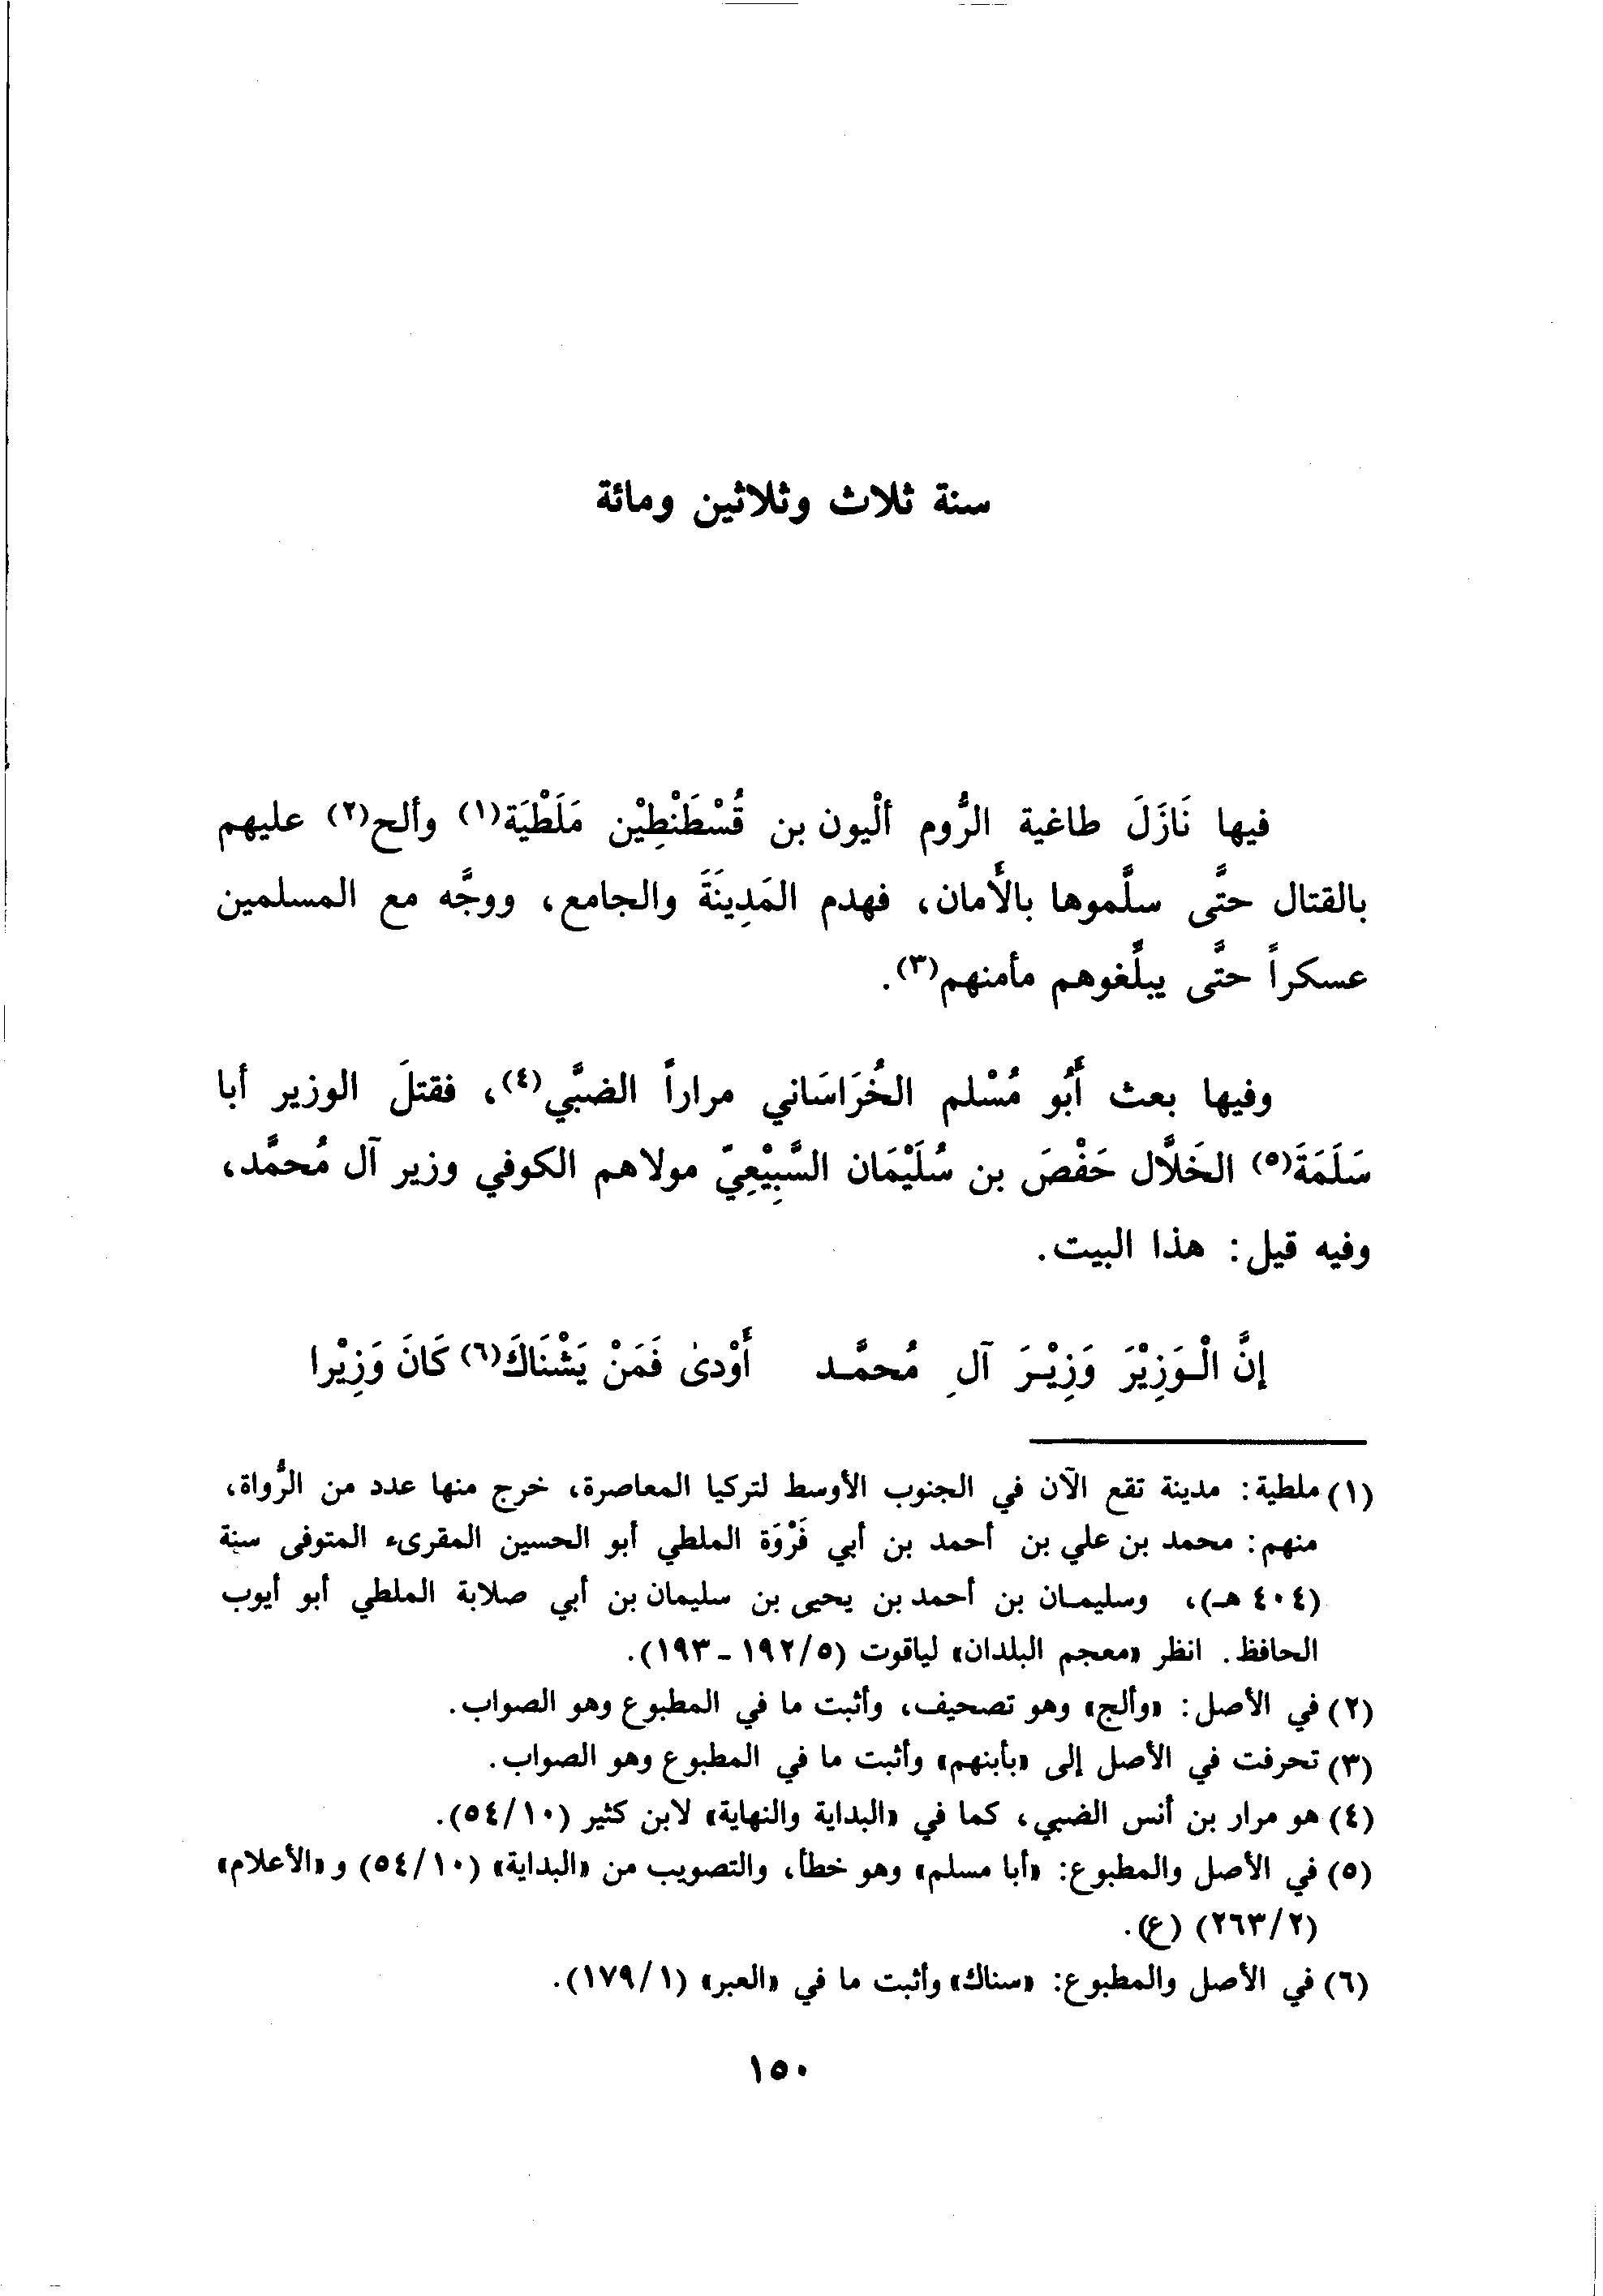 سنة ثلاث وثلاثين ومائة
فيها نَازَلَ طاغية الرُّوم ألْيون بن قُسْطَنْطِيْن مَلَطْيَة(١) وألح(٢) عليهم
بالقتال حتَّى سلَّموها بالأَمان، فهدم المَدِينَةَ والجامع، ووجَّه مع المسلمين
عسكراً حتَّى يبلِّغوهم مأمنهم(٣).
وفيها بعث أَبُو مُسْلم الخُرَاسَاني مراراً الضبِّي(٤)، فقتلَ الوزير أبا
سَلَمَةَ(٥) الخَلَّال حَفْصَ بن سُلَيْمَان السَّبِيْعِيّ مولاهم الكوفي وزير آل مُحمَّد،
وفيه قيل: هذا البيت.
إنَّ الْـوَزِيْرَ وَزِيْـرَ آلِ مُحمَّـد أَوْدىٰ فَمَنْ يَشْنَاكَ(٦) كَانَ وَزِيْرا
(١) ملطية: مدينة تقع الآن في الجنوب الأوسط لتركيا المعاصرة، خرج منها عدد من الرُّواة،
منهم: محمد بن علي بن أحمد بن أبي فَرْوَة الملطي أبو الحسين المقرىء المتوفى سنة
(٤٠٤ هـ)، وسليمـان بن أحمد بن يحيى بن سليمان بن أبي صلابة الملطي أبو أيوب
الحافظ. انظر «معجم البلدان» لياقوت (١٩٢/٥ - ١٩٣).
(٢) في الأصل: «وألج» وهو تصحيف، وأثبت ما في المطبوع وهو الصواب.
(٣) تحرفت في الأصل إلى «بأبنهم» وأثبت ما في المطبوع وهو الصواب.
(٤) هو مرار بن أنس الضبي، كما في «البداية والنهاية» لابن كثير (٥٤/١٠).
(٥) في الأصل والمطبوع: «أبا مسلم» وهو خطأ، والتصويب من «البداية» (٥٤/١٠) و «الأعلام»
(٢٦٣/٢) (ع).
(٦) في الأصل والمطبوع: «سناك» وأثبت ما في «العبر» (١٧٩/١).
١٥٠